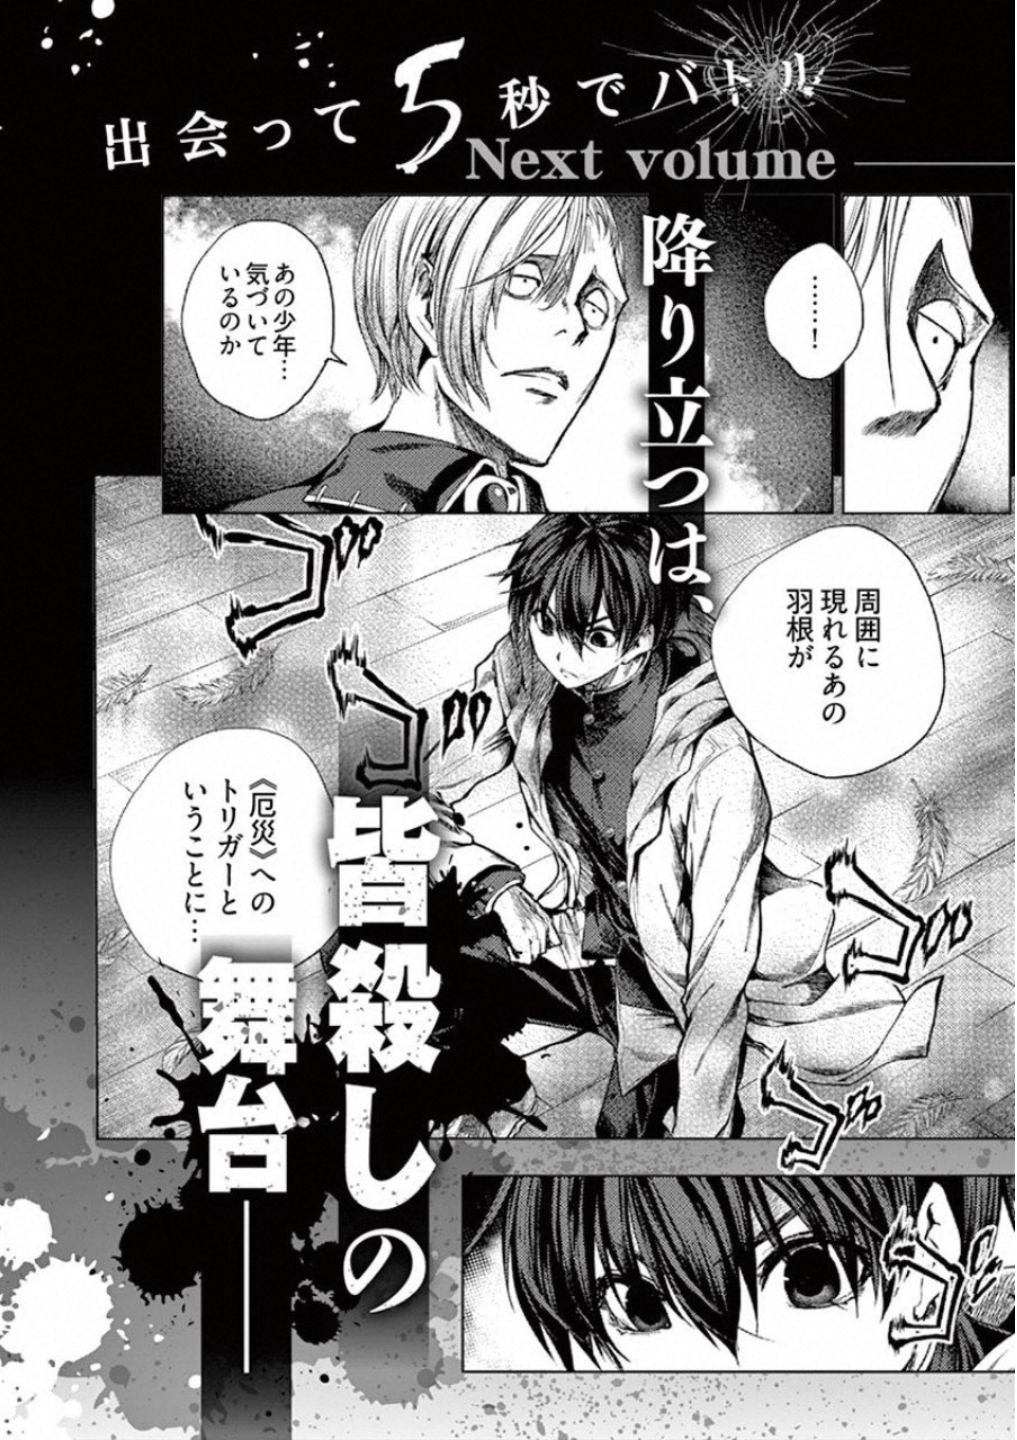 出会って5秒でバトル
Next volume
……!
あの少年…
気づいて
いるのか
降り立つは、
周囲に
現れるあの
羽根が
《厄災》への
トリガーと
いうことに…
皆殺しの
舞台――